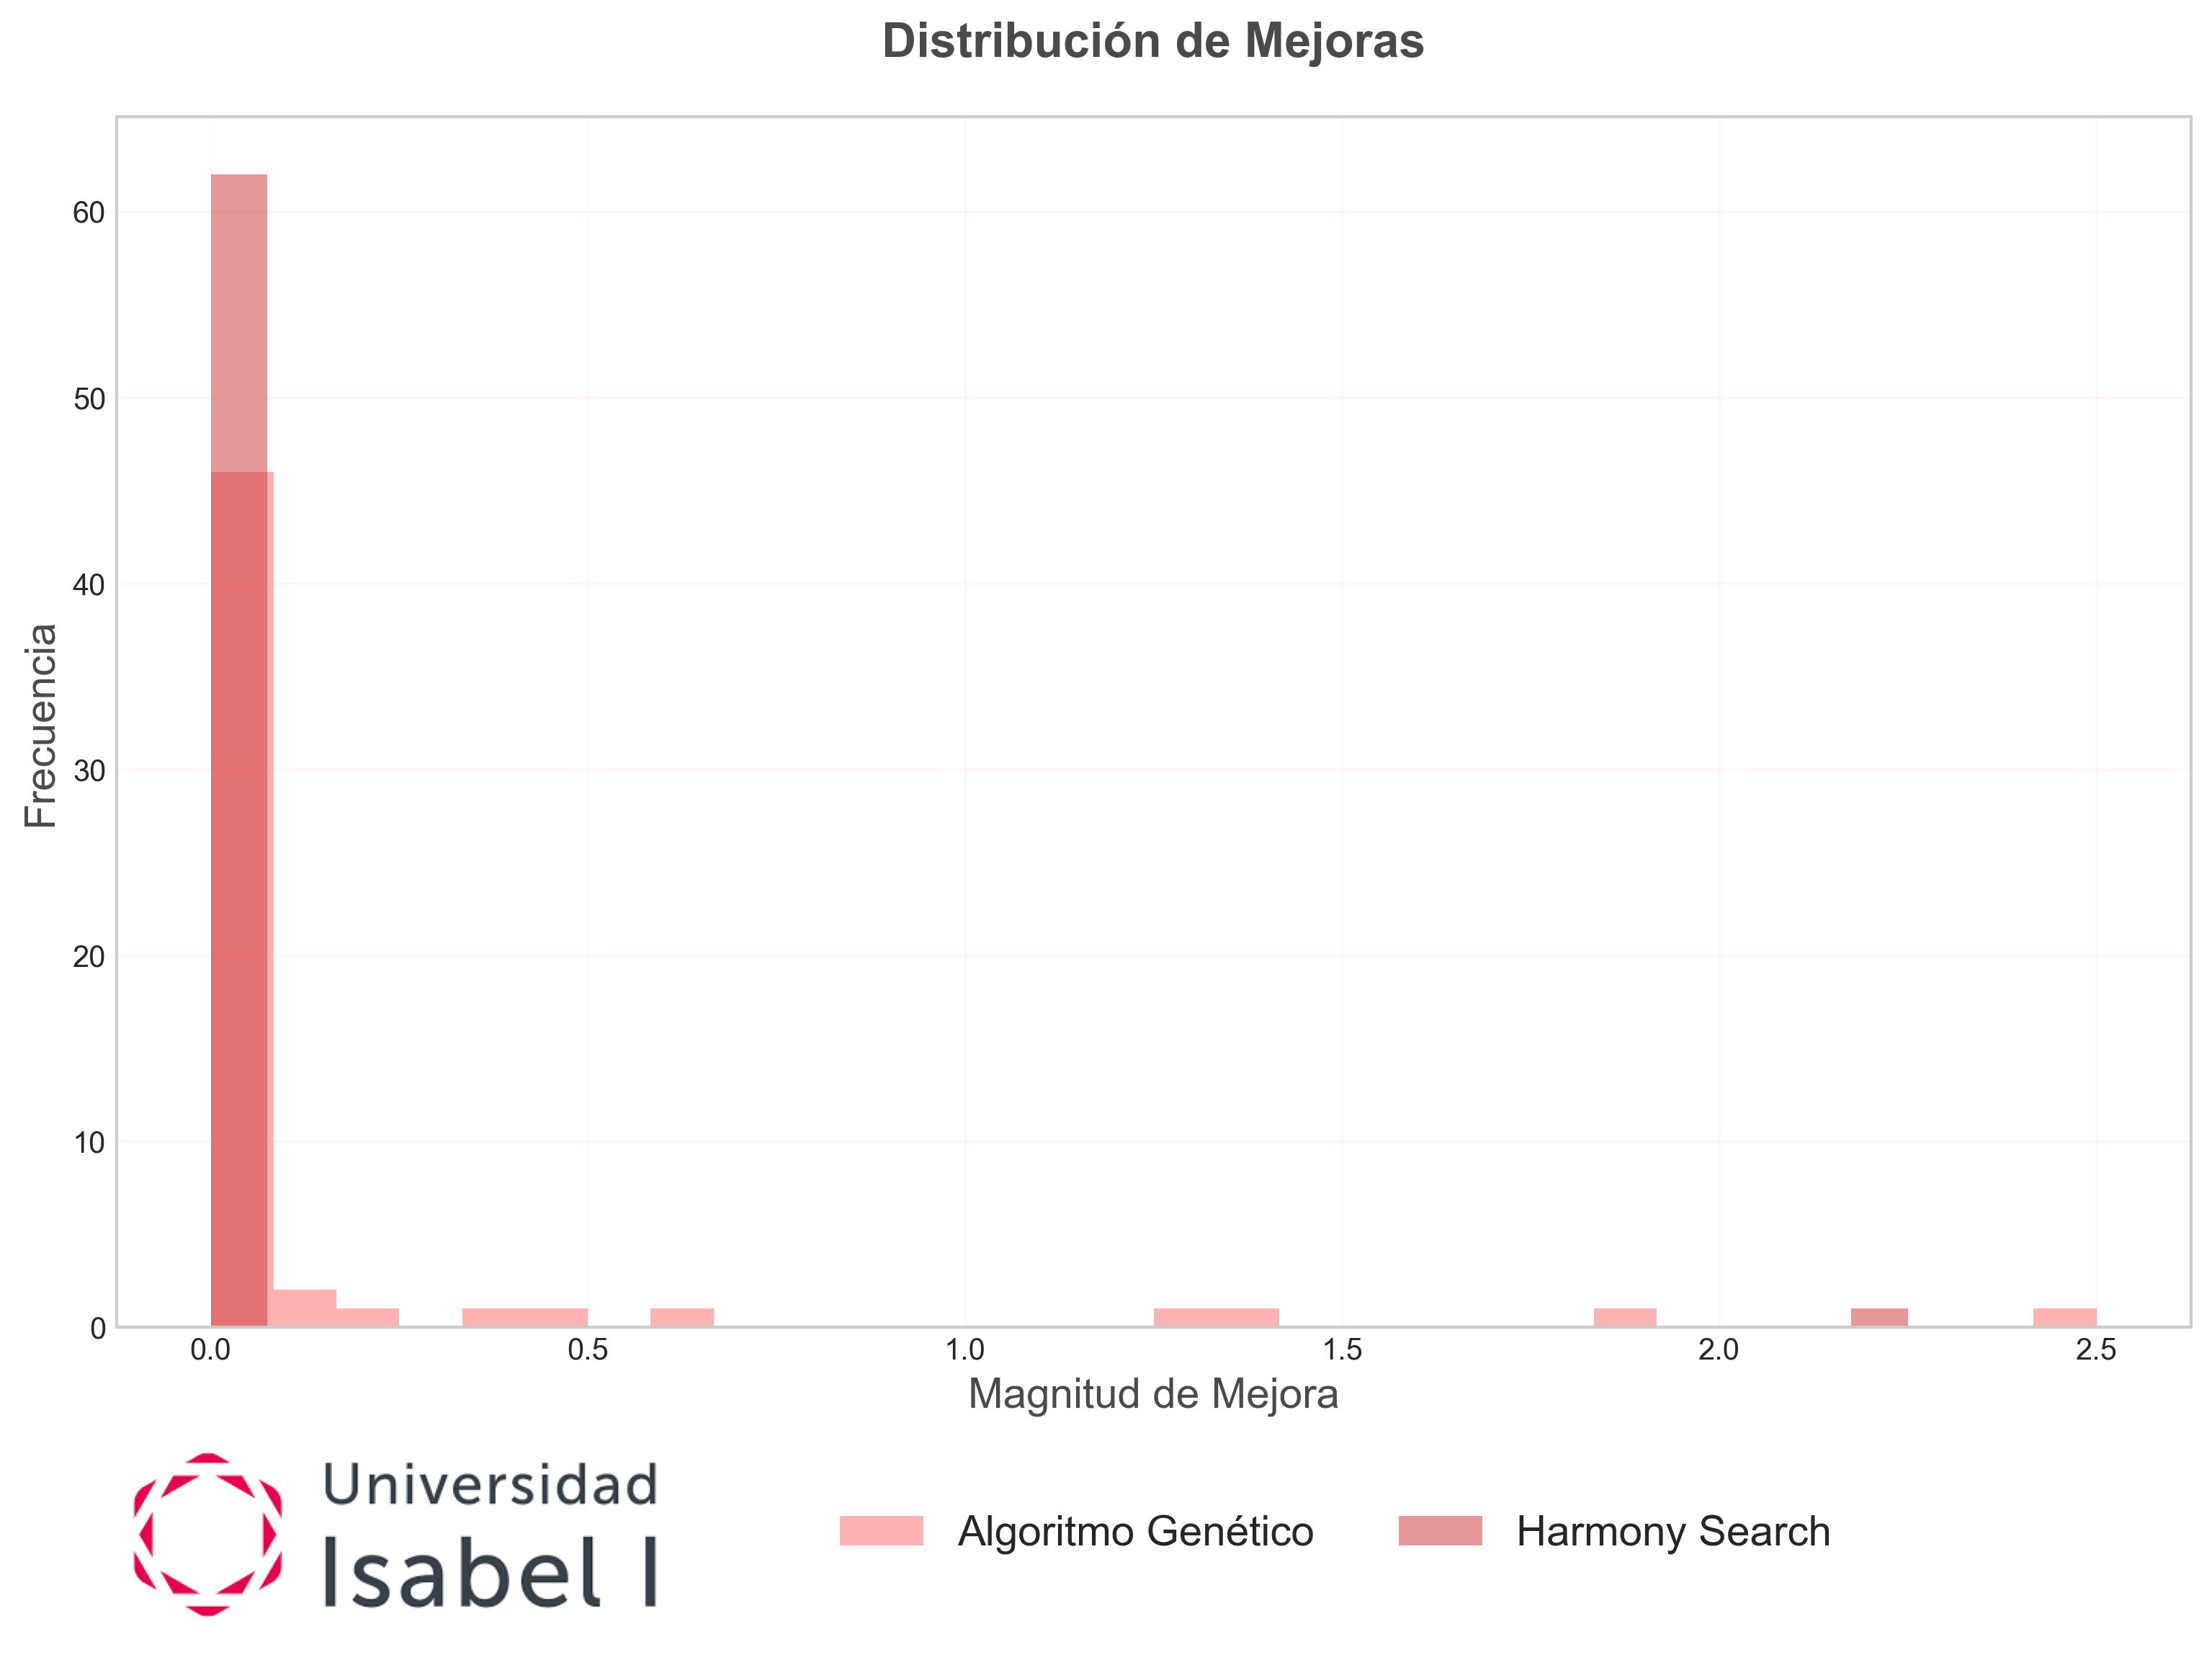 Distribución de Mejoras
Frecuencia
60
50
40
30
20
10
0
0.0 0.5 1.0 1.5 2.0 2.5
Magnitud de Mejora
Universidad
Isabel I
Algoritmo Genético Harmony Search